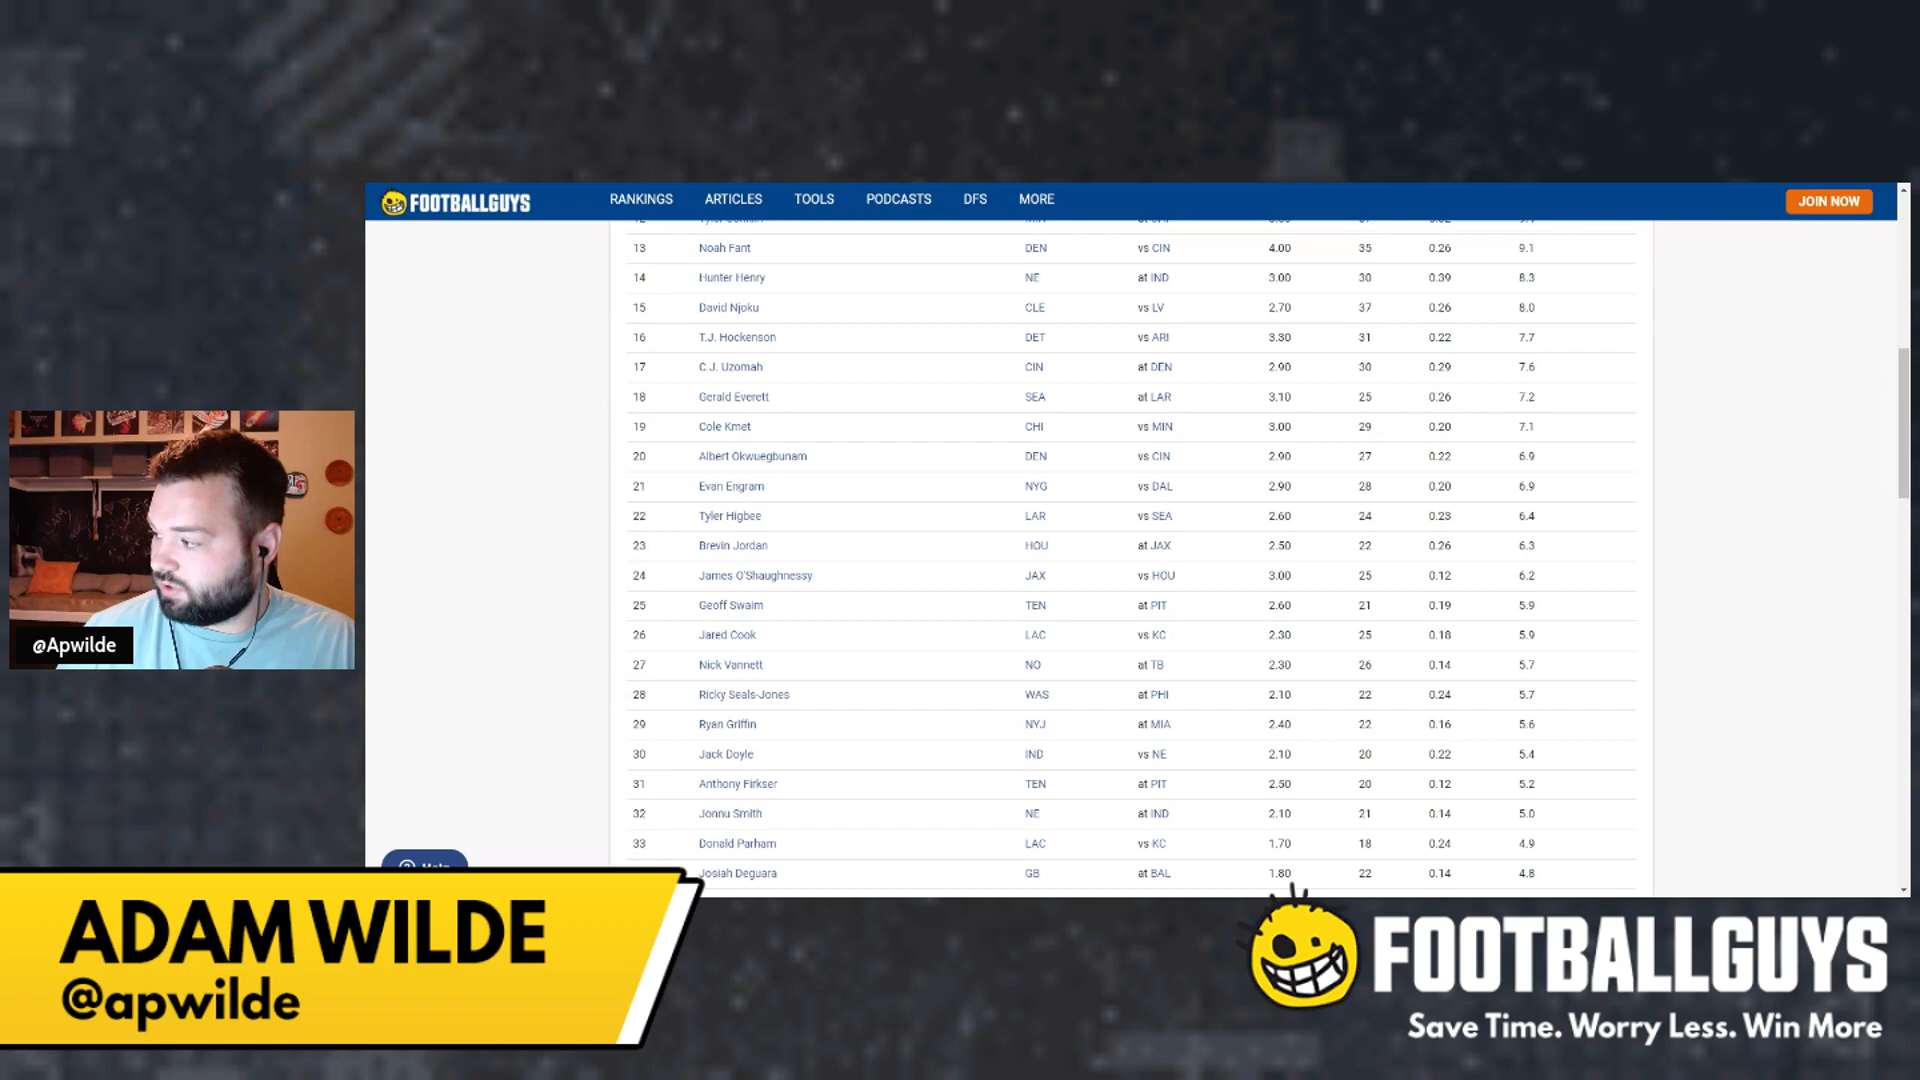 FOOTBALLGUYS RANKINGS ARTICLES TOOLS PODCASTS DFS MORE JOIN NOW
13 Noah Fant DEN vs CIN 4.00 35 0.26 9.1
14 Hunter Henry NE at IND 3.00 30 0.39 8.3
15 David Njoku CLE vs LV 2.70 37 0.26 8.0
16 T.J. Hockenson DET vs ARI 3.30 31 0.22 7.7
17 C.J. Uzomah CIN at DEN 2.90 30 0.29 7.6
18 Gerald Everett SEA at LAR 3.10 25 0.26 7.2
19 Cole Kmet CHI vs MIN 3.00 29 0.20 7.1
20 Albert Okwuegbunam DEN vs CIN 2.90 27 0.22 6.9
21 Evan Engram NYG vs DAL 2.90 28 0.20 6.9
22 Tyler Higbee LAR vs SEA 2.60 24 0.23 6.4
23 Brevin Jordan HOU at JAX 2.50 22 0.26 6.3
24 James O'Shaughnessy JAX vs HOU 3.00 25 0.12 6.2
25 Geoff Swaim TEN at PIT 2.60 21 0.19 5.9
26 Jared Cook LAC vs KC 2.30 25 0.18 5.9
27 Nick Vannett NO at TB 2.30 26 0.14 5.7
28 Ricky Seals-Jones WAS at PHI 2.10 22 0.24 5.7
29 Ryan Griffin NYJ at MIA 2.40 22 0.16 5.6
30 Jack Doyle IND vs NE 2.10 20 0.22 5.4
31 Anthony Firkser TEN at PIT 2.50 20 0.12 5.2
32 Jonnu Smith NE at IND 2.10 21 0.14 5.0
33 Donald Parham LAC vs KC 1.70 18 0.24 4.9
Josiah Deguara GB at BAL 1.80 22 0.14 4.8
@Apwilde
ADAM WILDE
@apwilde
FOOTBALLGUYS
Save Time. Worry Less. Win More